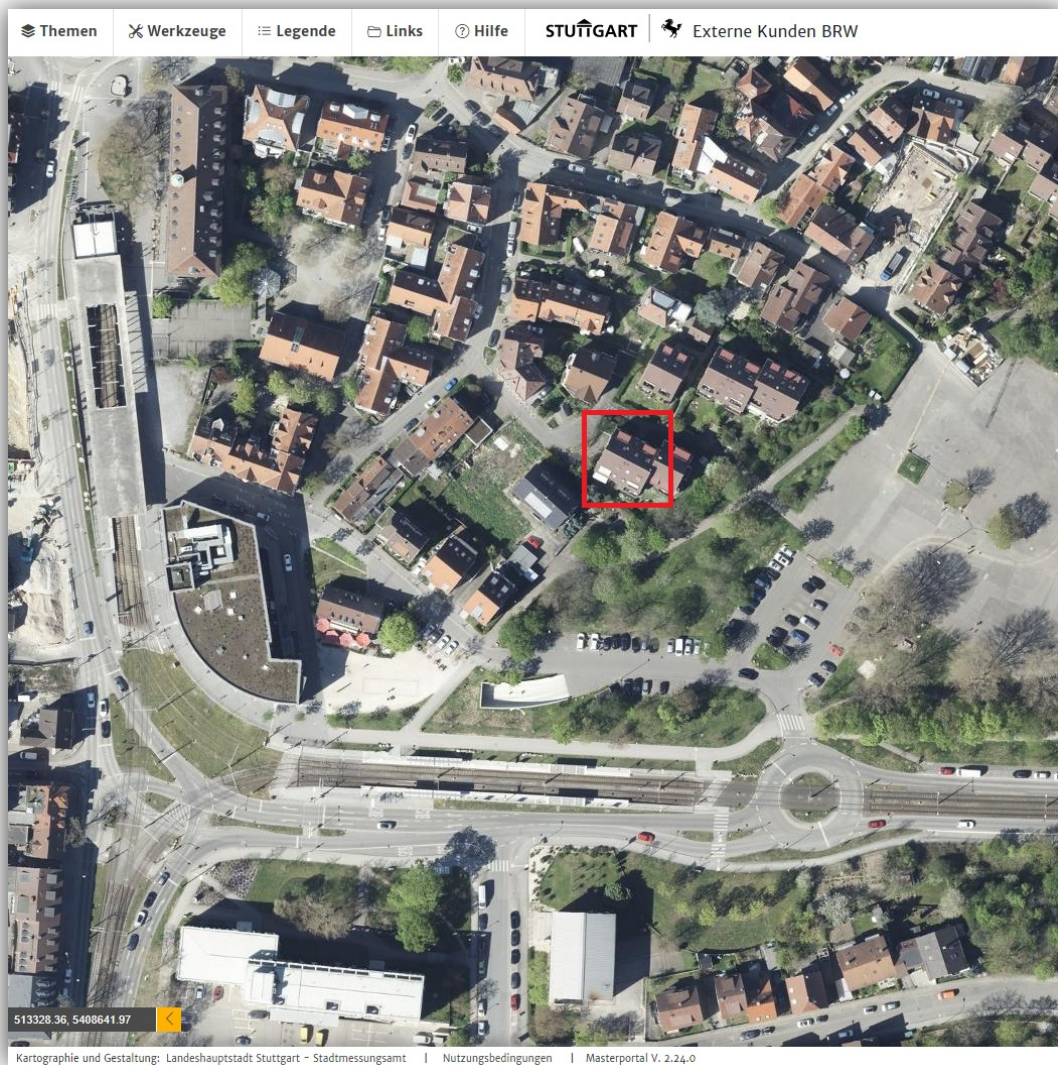 Themen Werkzeuge Legende Links Hilfe STUTTGART Externe Kunden BRW
513328.36, 5408641.97
Kartographie und Gestaltung: Landeshauptstadt Stuttgart - Stadtmessungsamt | Nutzungsbedingungen | Masterportal V. 2.24.0